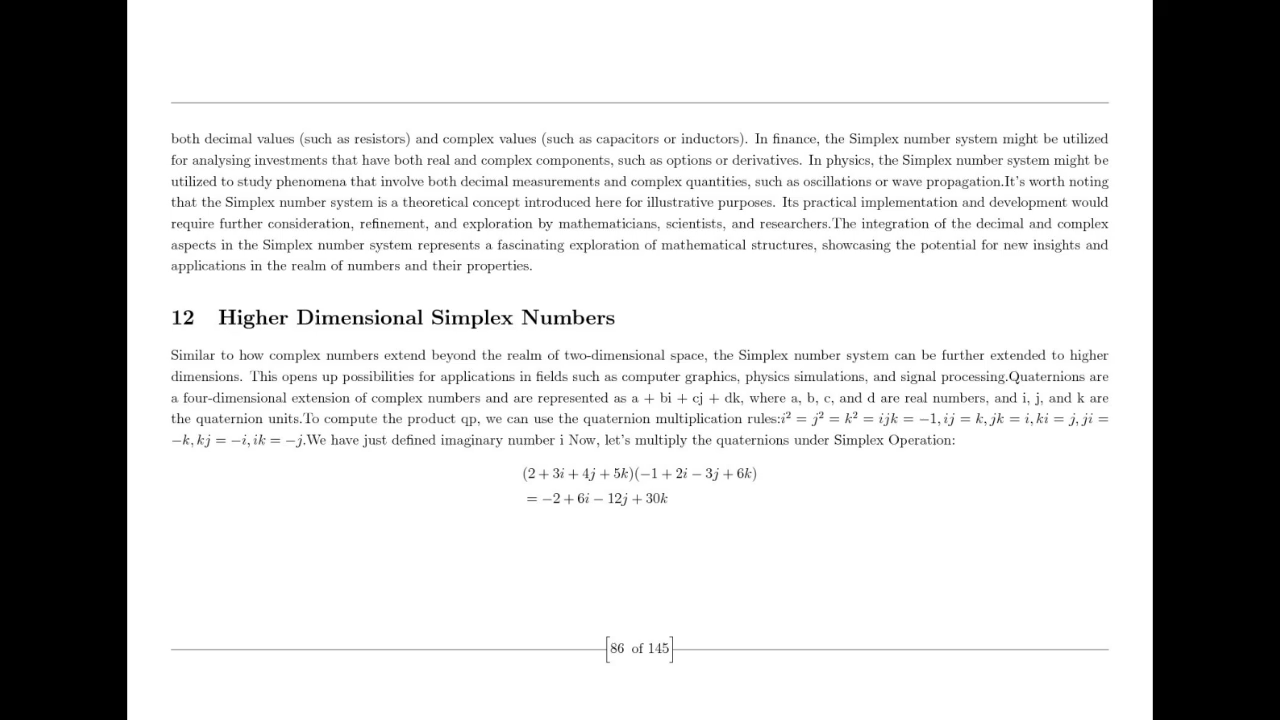 both decimal values (such as resistors) and complex values (such as capacitors or inductors). In finance, the Simplex number system might be utilized
for analysing investments that have both real and complex components, such as options or derivatives. In physics, the Simplex number system might be
utilized to study phenomena that involve both decimal measurements and complex quantities, such as oscillations or wave propagation.It's worth noting
that the Simplex number system is a theoretical concept introduced here for illustrative purposes. Its practical implementation and development would
require further consideration, refinement, and exploration by mathematicians, scientists, and researchers.The integration of the decimal and complex
aspects in the Simplex number system represents a fascinating exploration of mathematical structures, showcasing the potential for new insights and
applications in the realm of numbers and their properties.
12 Higher Dimensional Simplex Numbers
Similar to how complex numbers extend beyond the realm of two-dimensional space, the Simplex number system can be further extended to higher
dimensions. This opens up possibilities for applications in fields such as computer graphics, physics simulations, and signal processing.Quaternions are
a four-dimensional extension of complex numbers and are represented as a + bi + cj + dk, where a, b, c, and d are real numbers, and i, j, and k are
the quaternion units.To compute the product qp, we can use the quaternion multiplication rules:i² = j² = k² = ijk = −1, ij = k, jk = i, ki = j, ji =
−k, kj = −i, ik = −j.We have just defined imaginary number i Now, let's multiply the quaternions under Simplex Operation:
(2 + 3i + 4j + 5k)(−1 + 2i − 3j + 6k)
= −2 + 6i − 12j + 30k
[86 of 145]